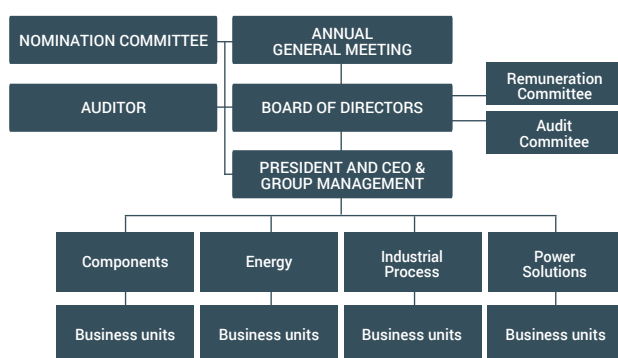 NOMINATION COMMITTEE
ANNUAL
GENERAL MEETING
AUDITOR
BOARD OF DIRECTORS
Remuneration
Committee
Audit
Commitee
PRESIDENT AND CEO &
GROUP MANAGEMENT
Components
Energy
Industrial
Process
Power
Solutions
Business units
Business units
Business units
Business units